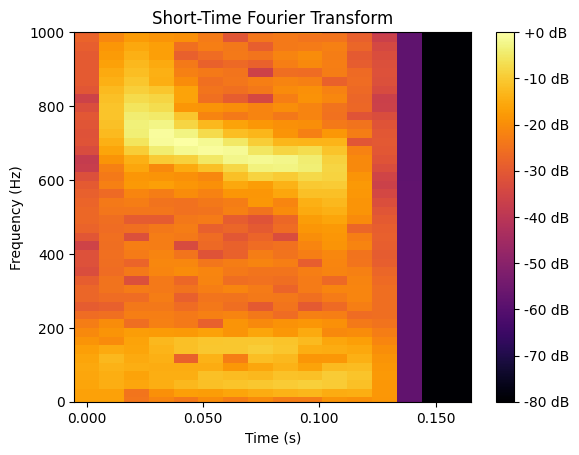 Short-Time Fourier Transform
1000
800
600
400
200
0
Frequency (Hz)
0.000
0.050
0.100
0.150
Time (s)
+0 dB
-10 dB
-20 dB
-30 dB
-40 dB
-50 dB
-60 dB
-70 dB
-80 dB